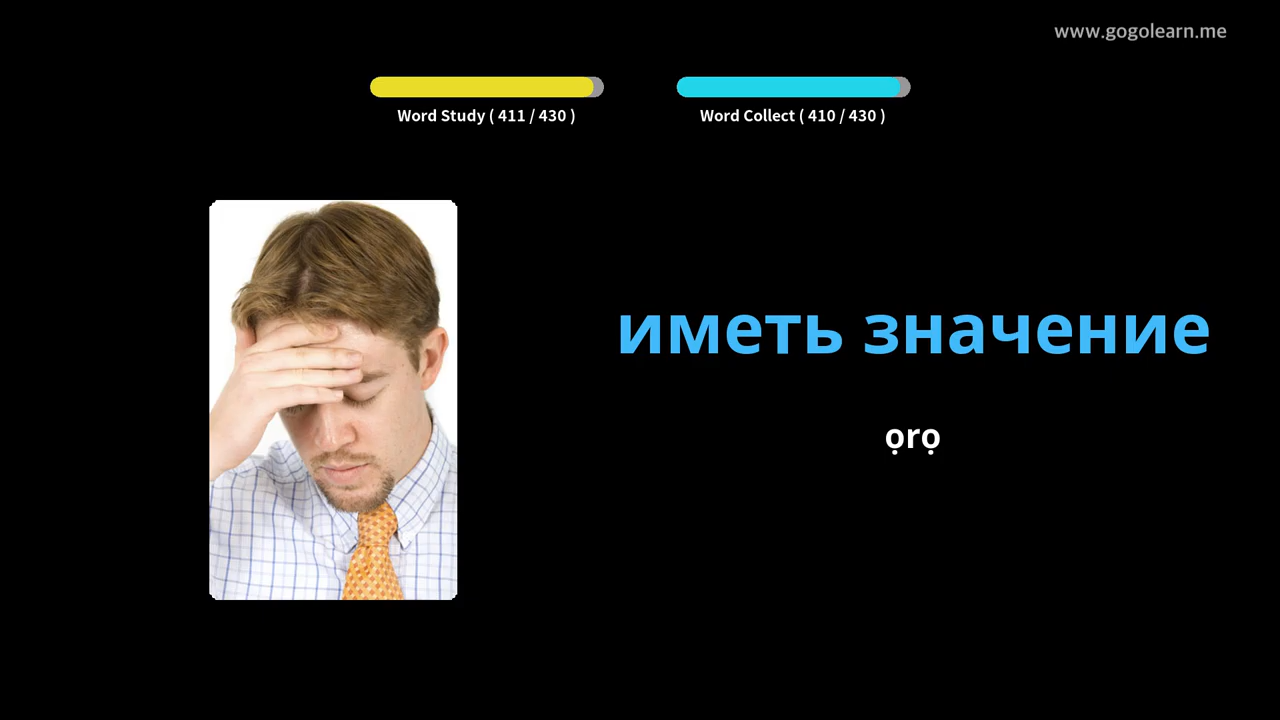 www.gogolearn.me
Word Study ( 411 / 430 )
Word Collect ( 410 / 430 )
иметь значение
ọrọ